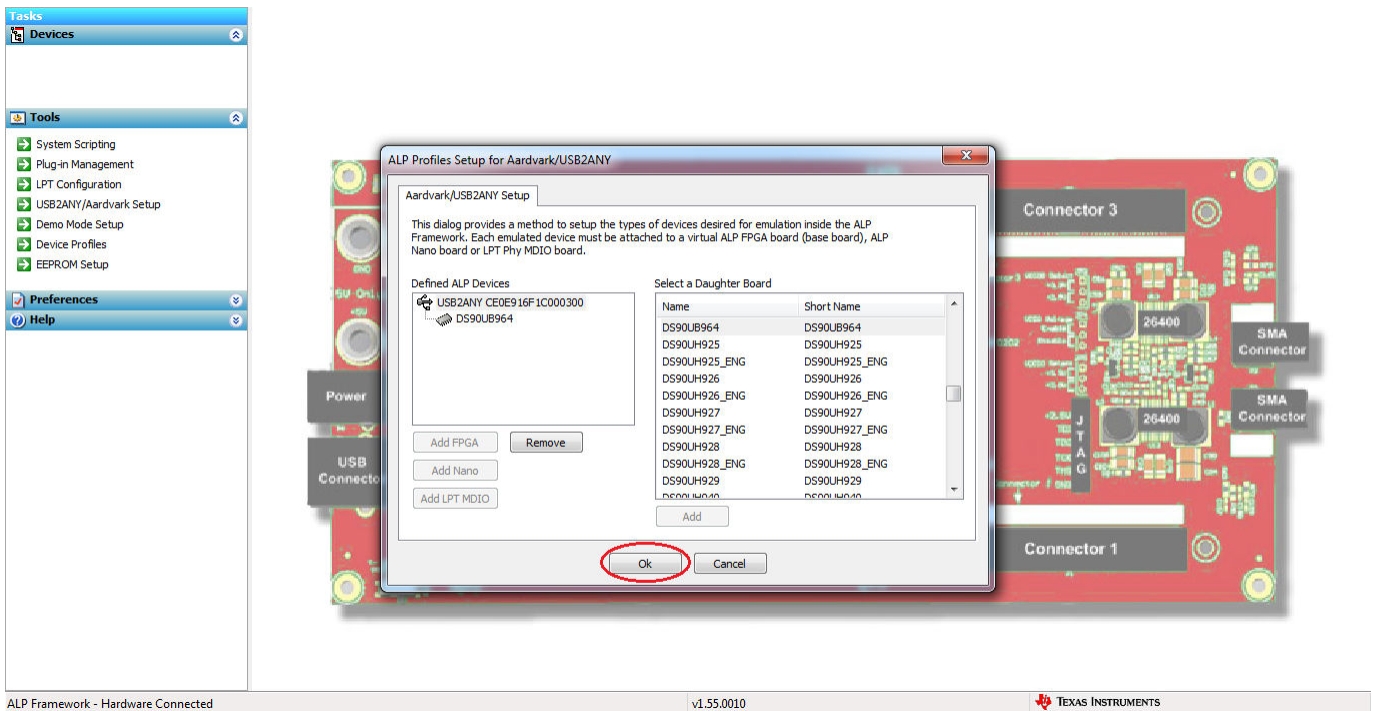 Tasks
Devices
Tools
System Scripting
Plug-in Management
LPT Configuration
USB2ANY/Aardvark Setup
Demo Mode Setup
Device Profiles
EEPROM Setup
Preferences
Help
ALP Profiles Setup for Aardvark/USB2ANY
Aardvark/USB2ANY Setup
This dialog provides a method to setup the types of devices desired for emulation inside the ALP
Framework. Each emulated device must be attached to a virtual ALP FPGA board (base board), ALP
Nano board or LPT Phy MDIO board.
Defined ALP Devices
USB2ANY CE0E916F1C000300
DS90UB964
Add FPGA Remove
Add Nano
Add LPT MDIO
Select a Daughter Board
Name Short Name
DS90UB964 DS90UB964
DS90UH925 DS90UH925
DS90UH925_ENG DS90UH925_ENG
DS90UH926 DS90UH926
DS90UH926_ENG DS90UH926_ENG
DS90UH927 DS90UH927
DS90UH927_ENG DS90UH927_ENG
DS90UH928 DS90UH928
DS90UH928_ENG DS90UH928_ENG
DS90UH929 DS90UH929
DS90UH940 DS90UH940
Add
Ok Cancel
Power
USB
Connecto
Connector 3
26400
SMA
Connector
SMA
Connector
26400
JTAG
Connector 1
ALP Framework - Hardware Connected
v1.55.0010
TEXAS INSTRUMENTS